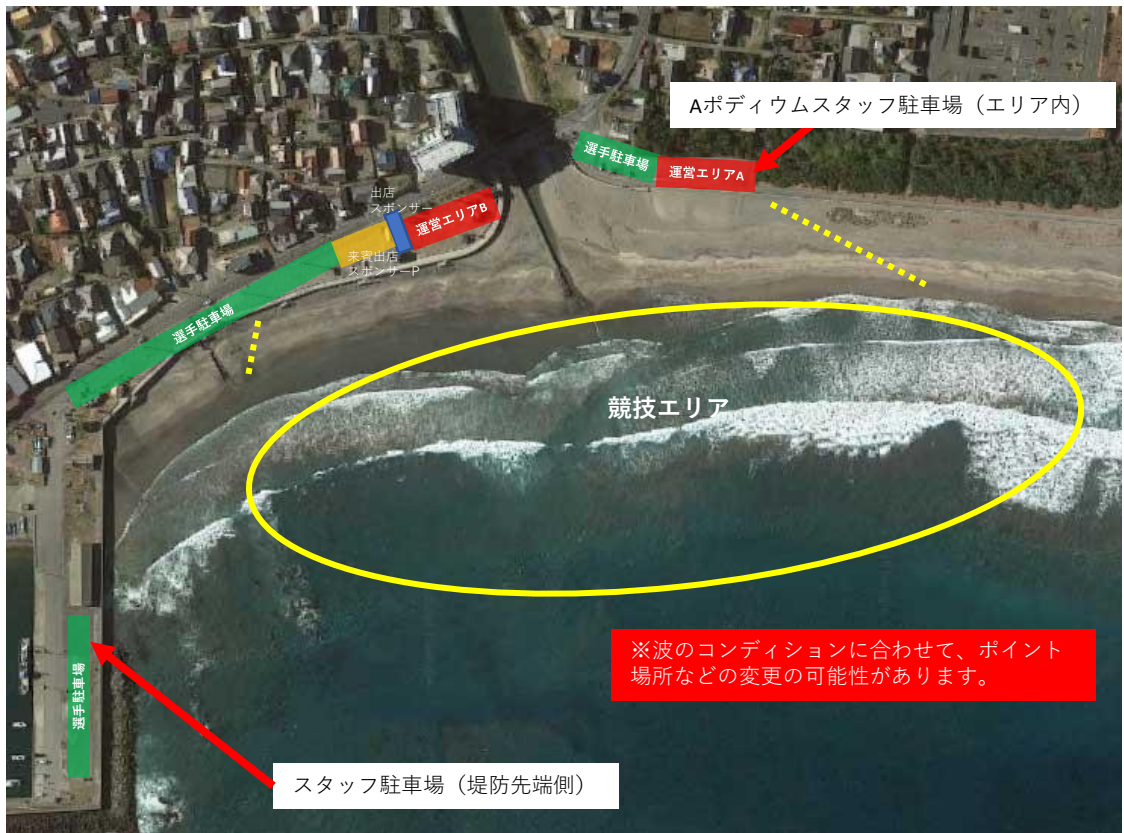 Aポディウムスタッフ駐車場（エリア内）
選手駐車場
運営エリアA
出店
スポンサー
運営エリアB
来賓出店
スポンサーP
選手駐車場
競技エリア
※波のコンディションに合わせて、ポイント
場所などの変更の可能性があります。
選手駐車場
スタッフ駐車場（堤防先端側）